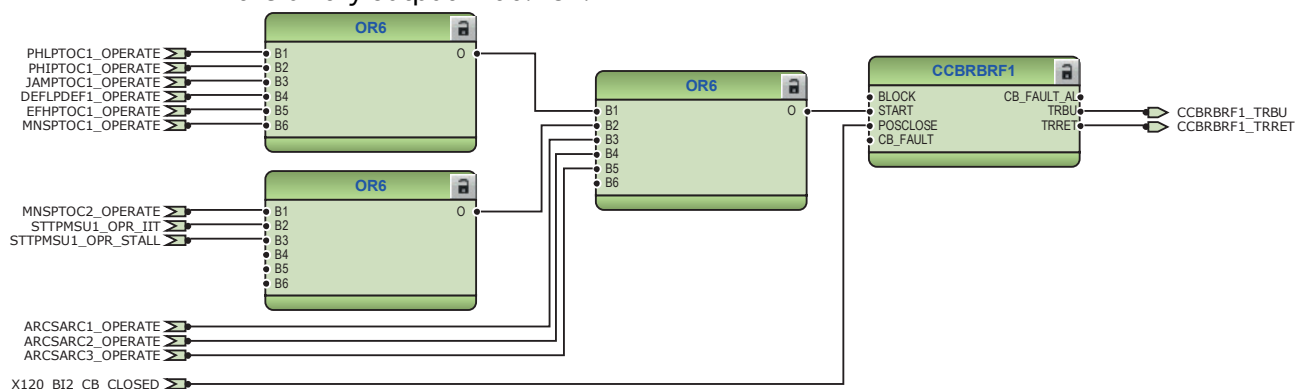 OR6
PHLPTOC1_OPERATE
PHIPTOC1_OPERATE
JAMPTOC1_OPERATE
DEFLPDEF1_OPERATE
EFHPTOC1_OPERATE
MNSPTOC1_OPERATE
B1
B2
B3
B4
B5
B6
O
OR6
MNSPTOC2_OPERATE
STTPMSU1_OPR_IIT
STTPMSU1_OPR_STALL
B1
B2
B3
B4
B5
B6
O
ARCSARC1_OPERATE
ARCSARC2_OPERATE
ARCSARC3_OPERATE
X120_BI2_CB_CLOSED
OR6
B1
B2
B3
B4
B5
B6
O
CCBRBRF1
BLOCK
START
POSCLOSE
CB_FAULT
CB_FAULT_AL
TRBU
TRRET
CCBRBRF1_TRBU
CCBRBRF1_TRRET